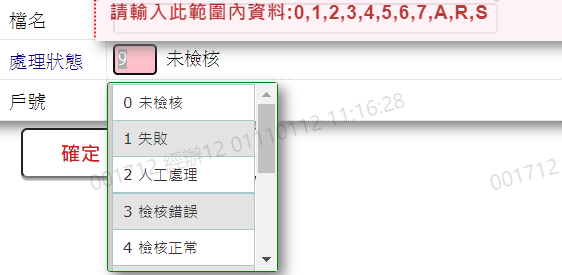 請輸入此範圍內資料:0,1,2,3,4,5,6,7,A,R,S
檔名
處理狀態 9 未檢核
戶號
0 未檢核
1 失敗
2 人工處理
3 檢核錯誤
4 檢核正常
確定
001712 經辦12 01110112 11:16:28
001712